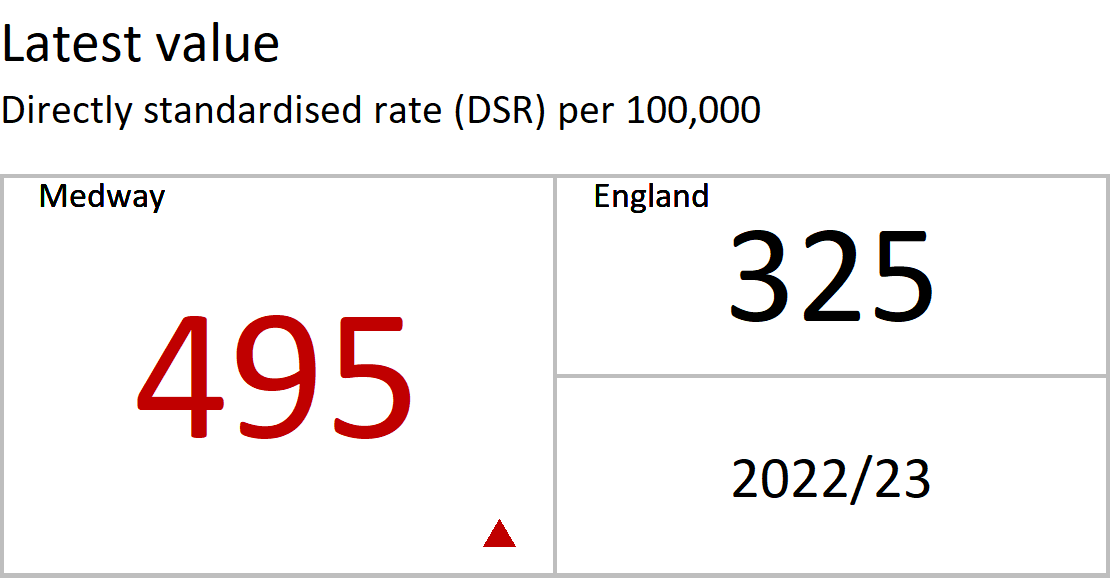 Latest value
Directly standardised rate (DSR) per 100,000
Medway
495
England
325
2022/23